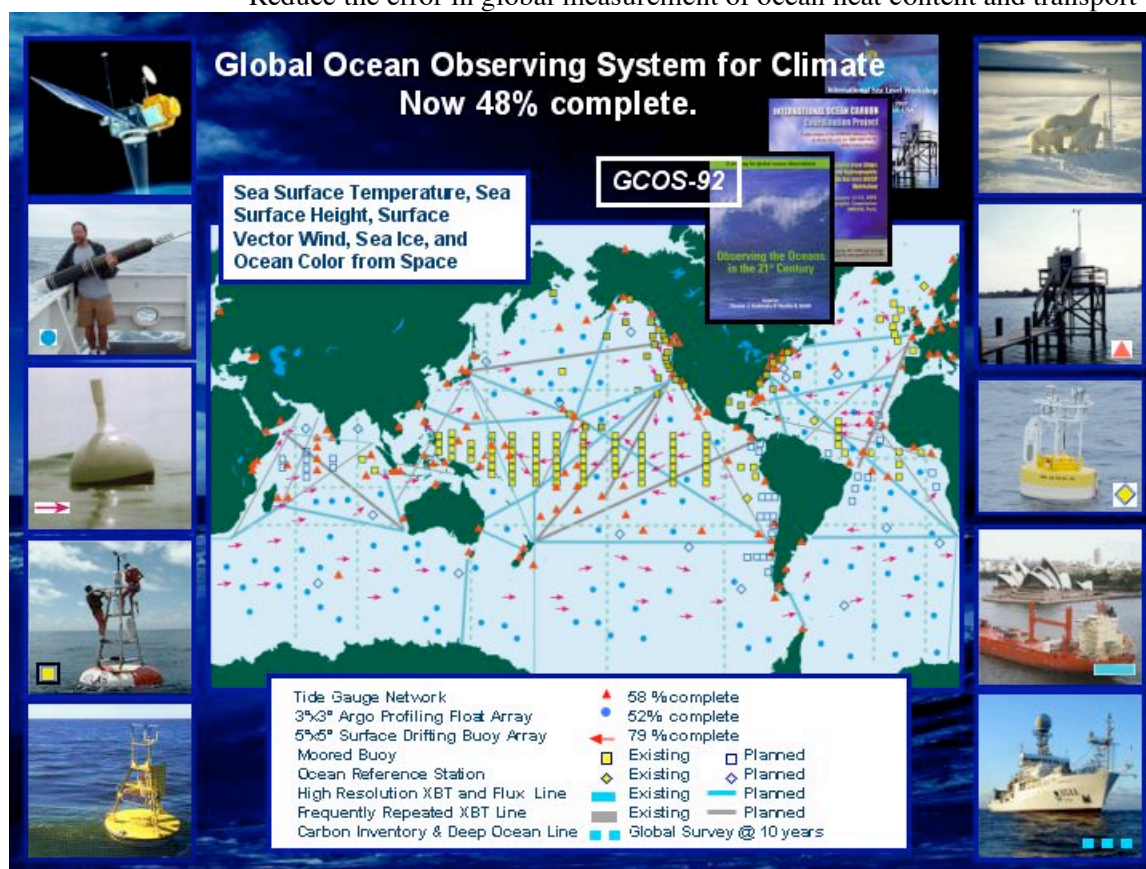 Reduce the error in global measurement of ocean heat content and transport
Global Ocean Observing System for Climate
Now 48% complete.
International Sea Level Workshop
INTERNATIONAL OCEAN CARBON
Coordination Project
GCOS-92
Sea Surface Temperature, Sea
Surface Height, Surface
Vector Wind, Sea Ice, and
Ocean Color from Space
Observing the Oceans
in the 21st Century
Tide Gauge Network 58 % complete
3°x3° Argo Profiling Float Array 52% complete
5°x5° Surface Drifting Buoy Array 79 % complete
Moored Buoy Existing Planned
Ocean Reference Station Existing Planned
High Resolution XBT and Flux Line Existing Planned
Frequently Repeated XBT Line Existing Planned
Carbon Inventory & Deep Ocean Line Global Survey @ 10 years